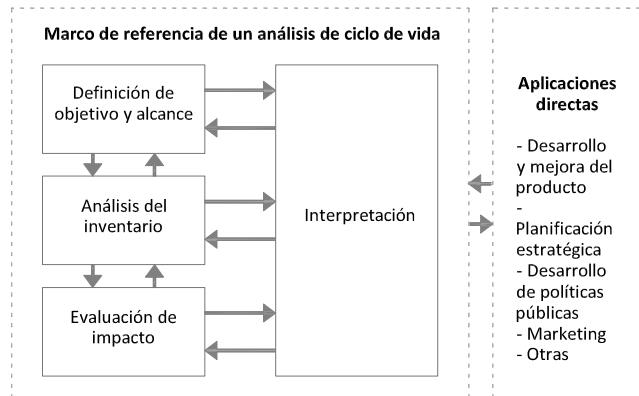 Marco de referencia de un análisis de ciclo de vida
Definición de
objetivo y alcance
Análisis del
inventario
Evaluación de
impacto
Interpretación
Aplicaciones
directas
- Desarrollo
y mejora del
producto
-
Planificación
estratégica
- Desarrollo
de políticas
públicas
- Marketing
- Otras